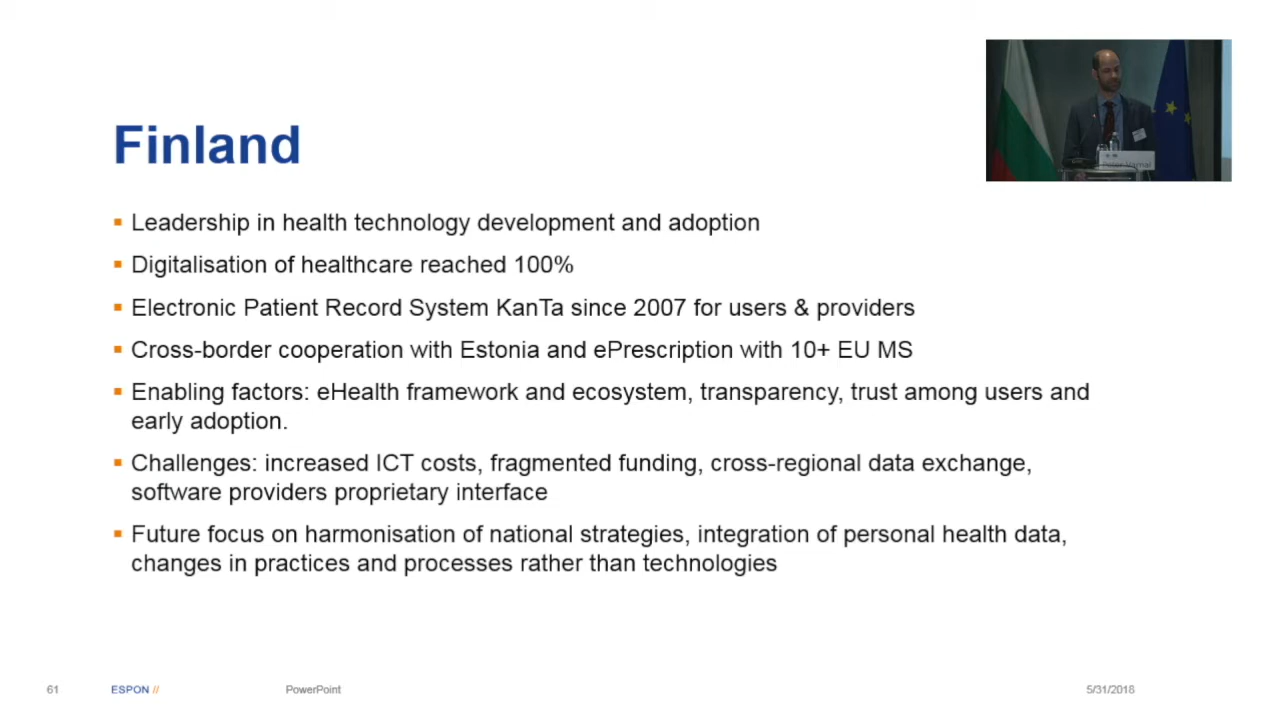 Finland
Leadership in health technology development and adoption
Digitalisation of healthcare reached 100%
Electronic Patient Record System KanTa since 2007 for users & providers
Cross-border cooperation with Estonia and ePrescription with 10+ EU MS
Enabling factors: eHealth framework and ecosystem, transparency, trust among users and
early adoption.
Challenges: increased ICT costs, fragmented funding, cross-regional data exchange,
software providers proprietary interface
Future focus on harmonisation of national strategies, integration of personal health data,
changes in practices and processes rather than technologies
61
ESPON //
PowerPoint
5/31/2018